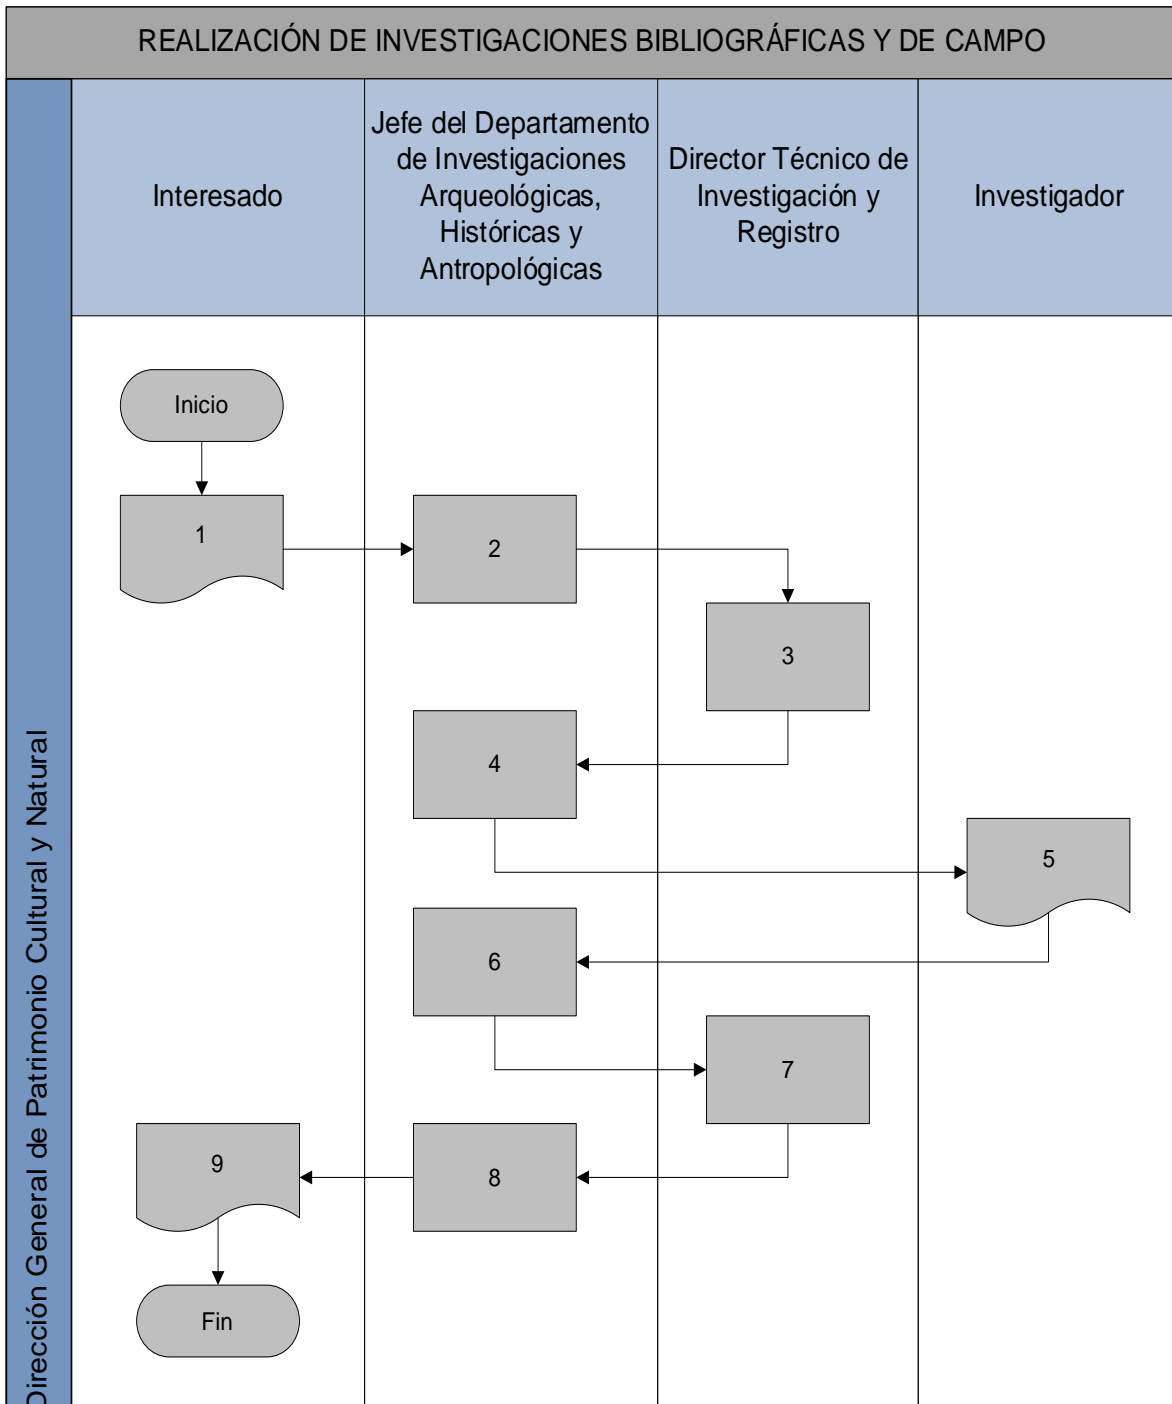 REALIZACIÓN DE INVESTIGACIONES BIBLIOGRÁFICAS Y DE CAMPO
Interesado
Jefe del Departamento
de Investigaciones
Arqueológicas,
Históricas y
Antropológicas
Director Técnico de
Investigación y
Registro
Investigador
Dirección General de Patrimonio Cultural y Natural
Inicio
1
2
3
4
5
6
7
8
9
Fin